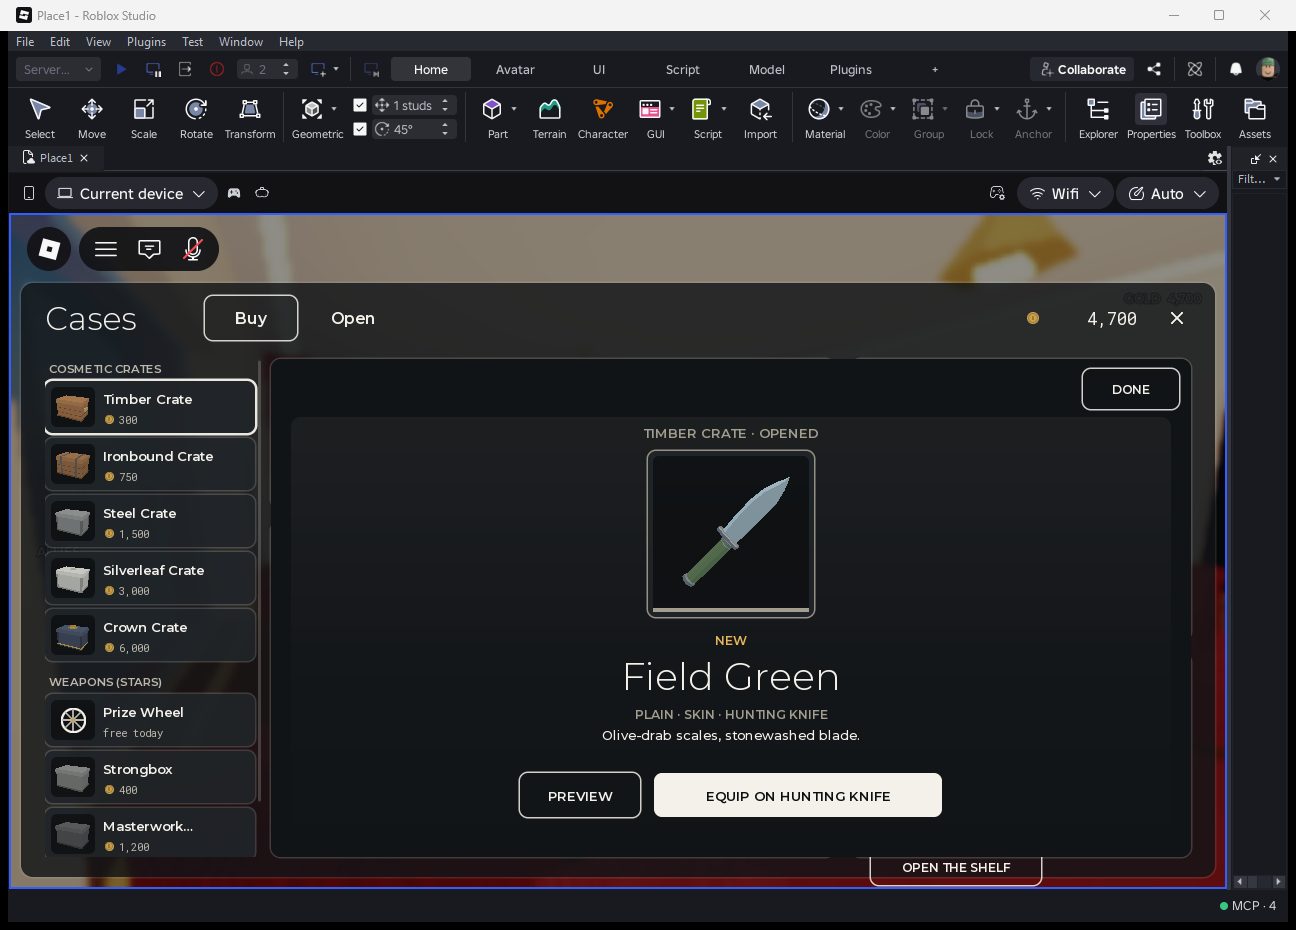 Place1 - Roblox Studio
File Edit View Plugins Test Window Help
Server... 2 Home Avatar UI Script Model Plugins + Collaborate
1 studs
45°
Select Move Scale Rotate Transform Geometric Part Terrain Character GUI Script Import Material Color Group Lock Anchor Explorer Properties Toolbox Assets
Place1
Filt...
Current device Wifi Auto
GOLD 4,700
Cases Buy Open 4,700
COSMETIC CRATES
Timber Crate
300
Ironbound Crate
750
Steel Crate
1,500
Silverleaf Crate
3,000
Crown Crate
6,000
WEAPONS (STARS)
Prize Wheel
free today
Strongbox
400
Masterwork...
1,200
DONE
TIMBER CRATE · OPENED
NEW
Field Green
PLAIN · SKIN · HUNTING KNIFE
Olive-drab scales, stonewashed blade.
PREVIEW EQUIP ON HUNTING KNIFE
OPEN THE SHELF
MCP · 4